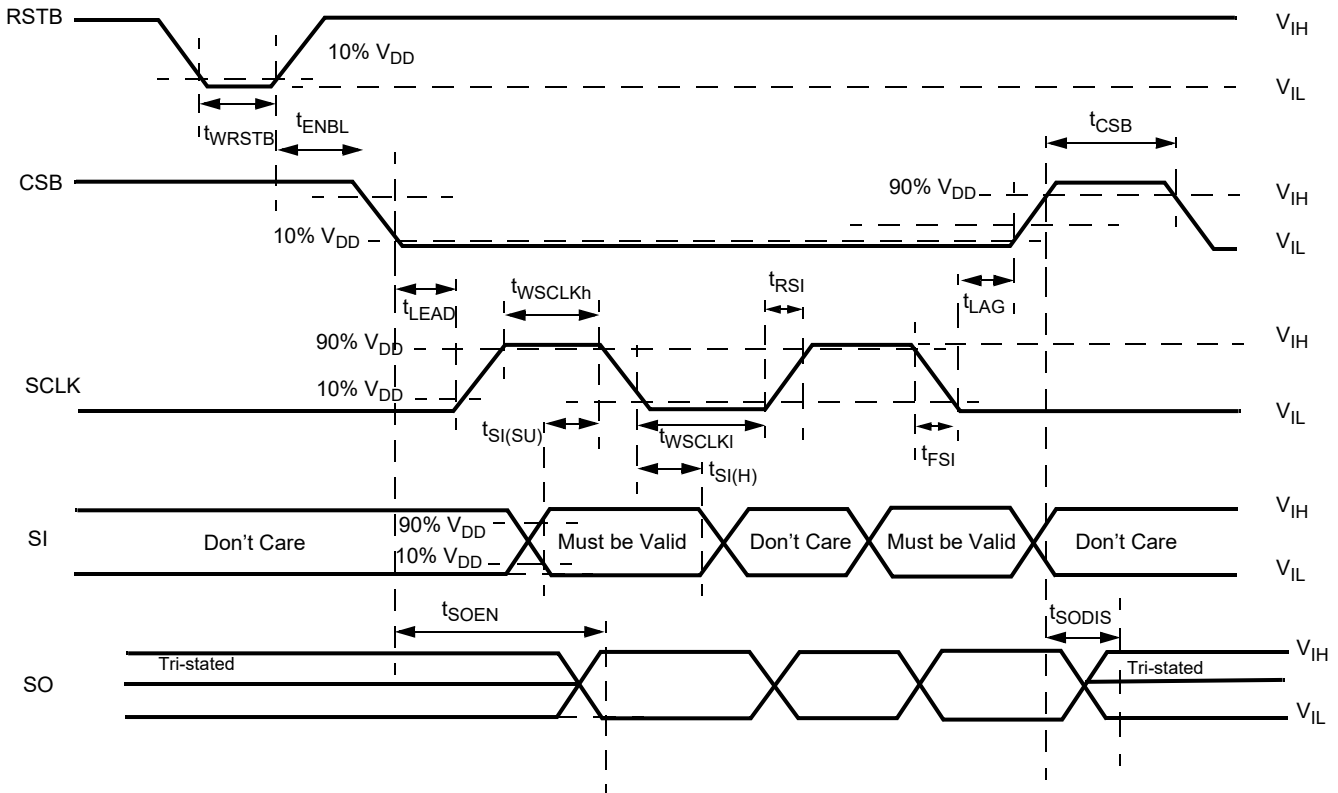 RSTB
V_IH
10% V_DD
V_IL
t_WRSTB
t_ENBL
t_CSB
CSB
90% V_DD
V_IH
10% V_DD
V_IL
t_LEAD
t_WSCLKh
t_RSI
t_LAG
90% V_DD
V_IH
SCLK
10% V_DD
V_IL
t_SI(SU)
t_WSCLKl
t_FSI
t_SI(H)
SI
V_IH
90% V_DD
Don't Care
Must be Valid
Don't Care
Must be Valid
Don't Care
10% V_DD
V_IL
t_SOEN
t_SODIS
SO
Tri-stated
Tri-stated
V_IH
V_IL